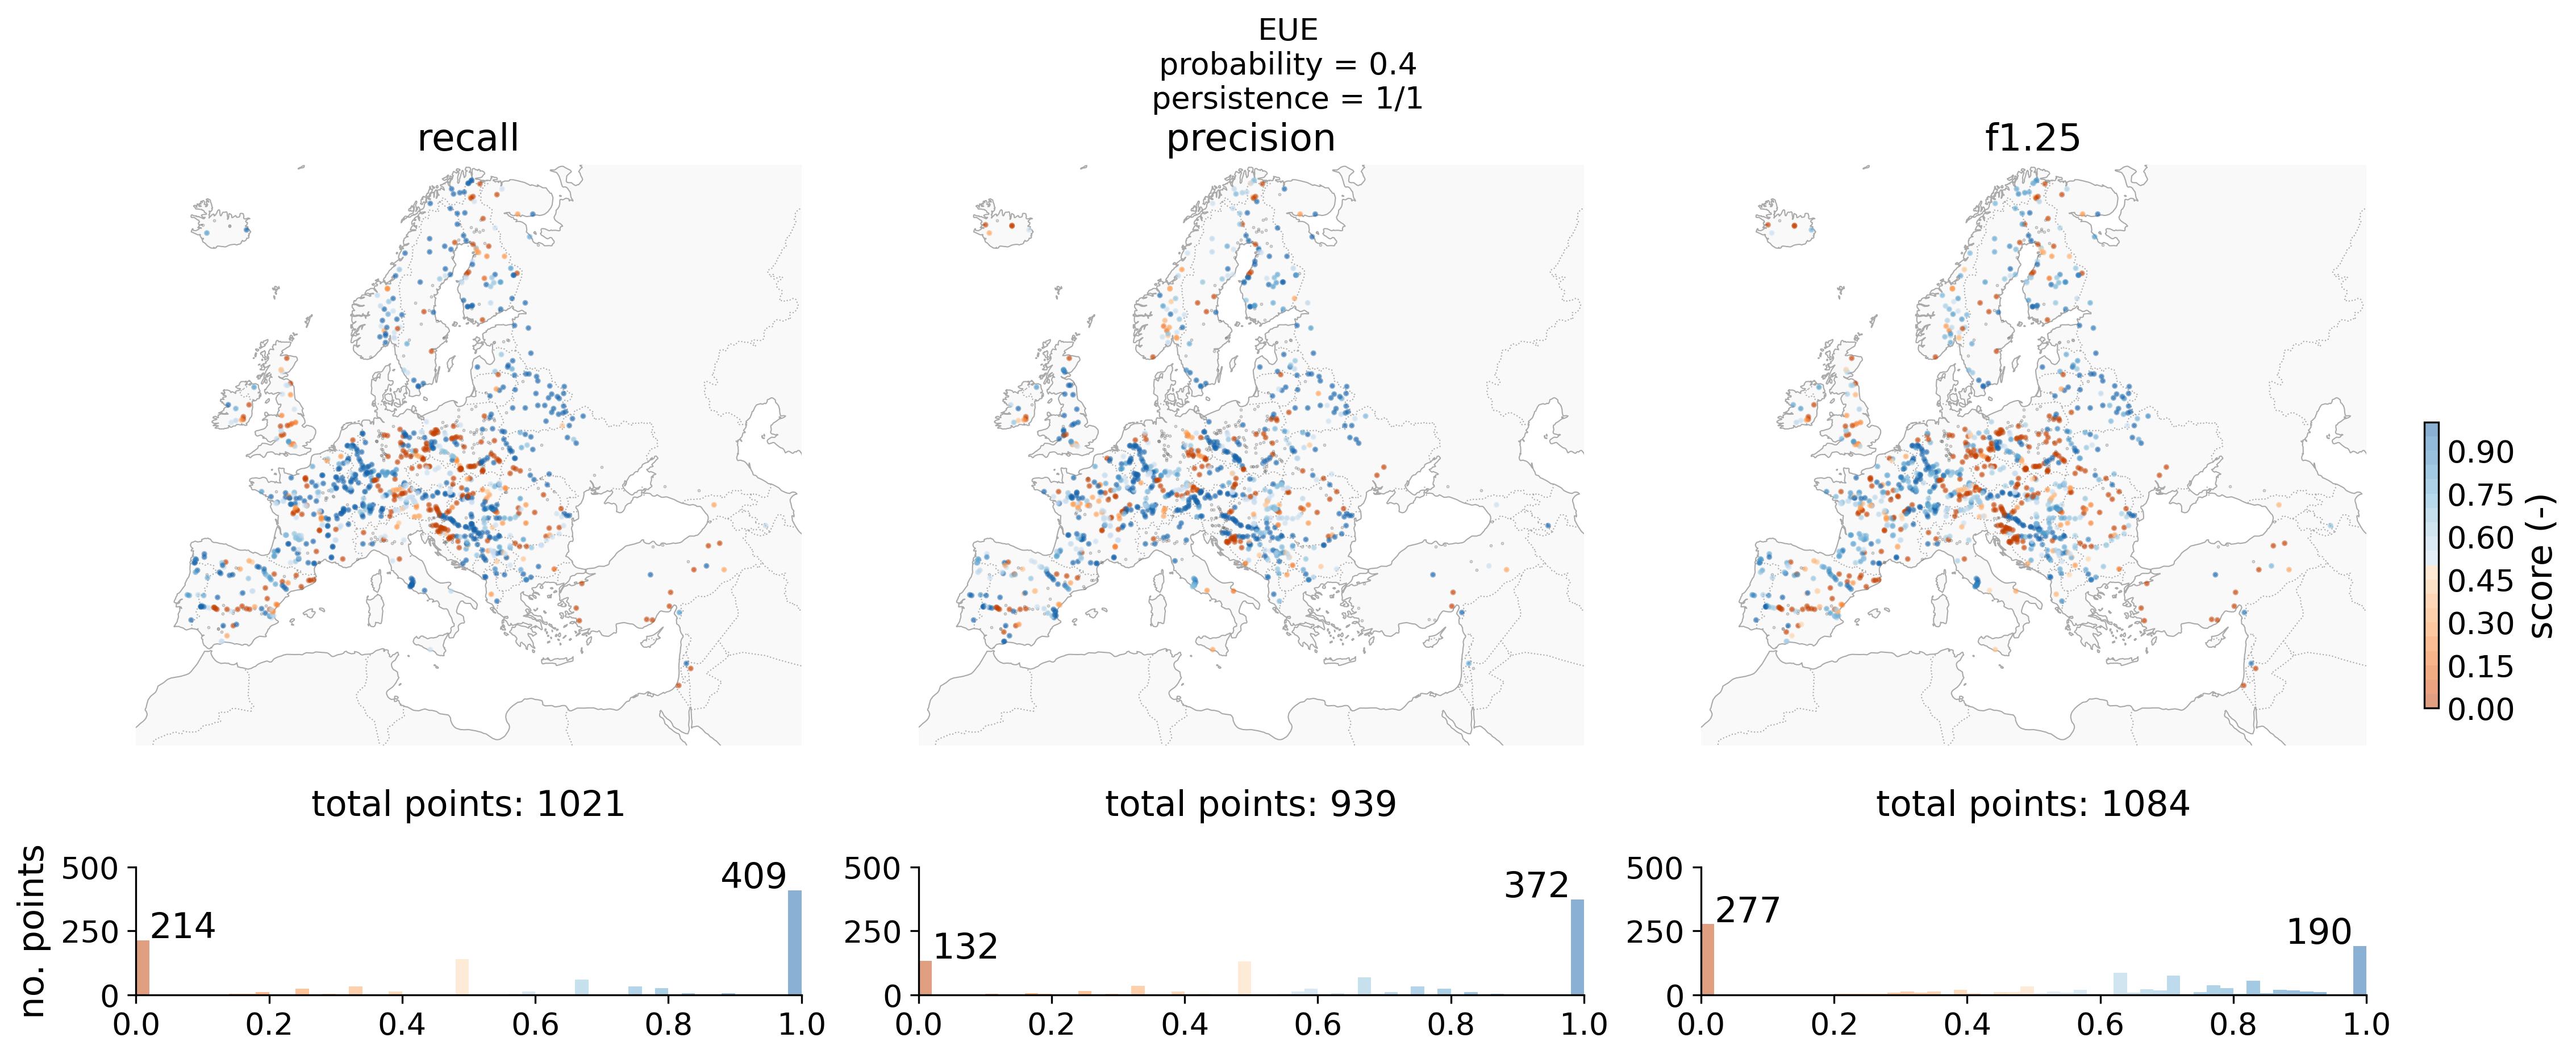 EUE
probability = 0.4
persistence = 1/1
recall
precision
f1.25
0.90
0.75
0.60
0.45
0.30
0.15
0.00
score (-)
total points: 1021
total points: 939
total points: 1084
no. points
500
250
0
214
409
0.0 0.2 0.4 0.6 0.8 1.0
500
250
0
132
372
0.0 0.2 0.4 0.6 0.8 1.0
500
250
0
277
190
0.0 0.2 0.4 0.6 0.8 1.0